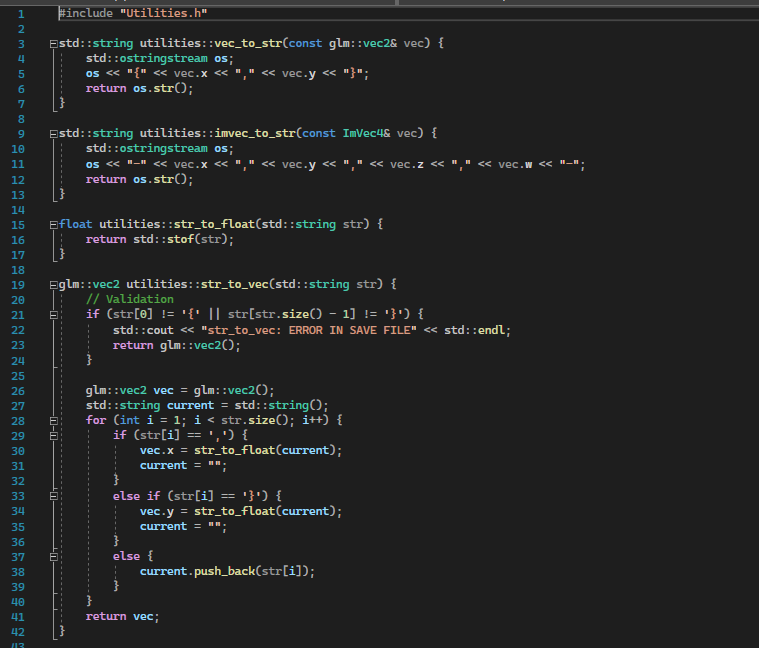 1 #include "Utilities.h"
2
3 std::string utilities::vec_to_str(const glm::vec2& vec) {
4     std::ostringstream os;
5     os << "{" << vec.x << "," << vec.y << "}";
6     return os.str();
7 }
8
9 std::string utilities::imvec_to_str(const ImVec4& vec) {
10     std::ostringstream os;
11     os << "-" << vec.x << "," << vec.y << "," << vec.z << "," << vec.w << "-";
12     return os.str();
13 }
14
15 float utilities::str_to_float(std::string str) {
16     return std::stof(str);
17 }
18
19 glm::vec2 utilities::str_to_vec(std::string str) {
20     // Validation
21     if (str[0] != '{' || str[str.size() - 1] != '}') {
22         std::cout << "str_to_vec: ERROR IN SAVE FILE" << std::endl;
23         return glm::vec2();
24     }
25
26     glm::vec2 vec = glm::vec2();
27     std::string current = std::string();
28     for (int i = 1; i < str.size(); i++) {
29         if (str[i] == ',') {
30             vec.x = str_to_float(current);
31             current = "";
32         }
33         else if (str[i] == '}') {
34             vec.y = str_to_float(current);
35             current = "";
36         }
37         else {
38             current.push_back(str[i]);
39         }
40     }
41     return vec;
42 }
43